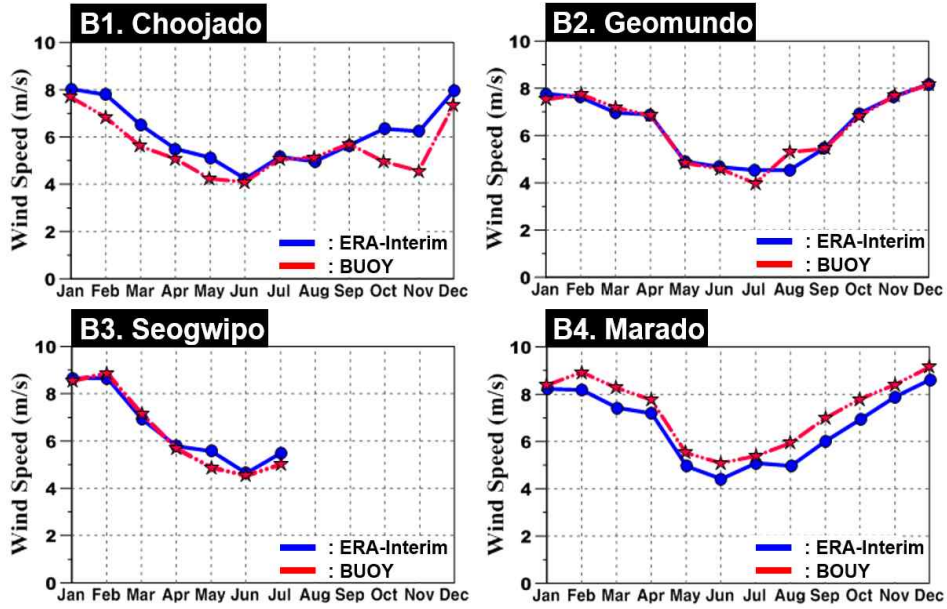 B1. Choojado
Wind Speed (m/s)
10
8
6
4
2
0
: ERA-Interim
: BUOY
Jan Feb Mar Apr May Jun Jul Aug Sep Oct Nov Dec
B2. Geomundo
Wind Speed (m/s)
10
8
6
4
2
0
: ERA-Interim
: BUOY
Jan Feb Mar Apr May Jun Jul Aug Sep Oct Nov Dec
B3. Seogwipo
Wind Speed (m/s)
10
8
6
4
2
0
: ERA-Interim
: BUOY
Jan Feb Mar Apr May Jun Jul Aug Sep Oct Nov Dec
B4. Marado
Wind Speed (m/s)
10
8
6
4
2
0
: ERA-Interim
: BOUY
Jan Feb Mar Apr May Jun Jul Aug Sep Oct Nov Dec